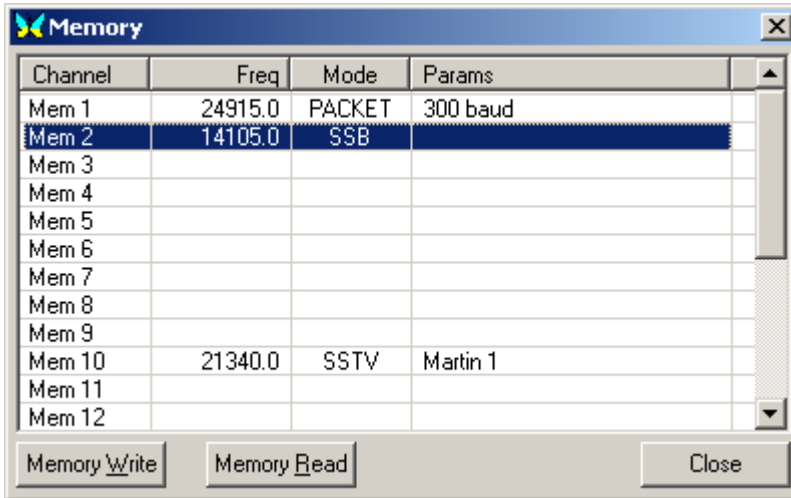 Memory
Channel Freq Mode Params
Mem 1 24915.0 PACKET 300 baud
Mem 2 14105.0 SSB
Mem 3
Mem 4
Mem 5
Mem 6
Mem 7
Mem 8
Mem 9
Mem 10 21340.0 SSTV Martin 1
Mem 11
Mem 12
Memory Write Memory Read Close